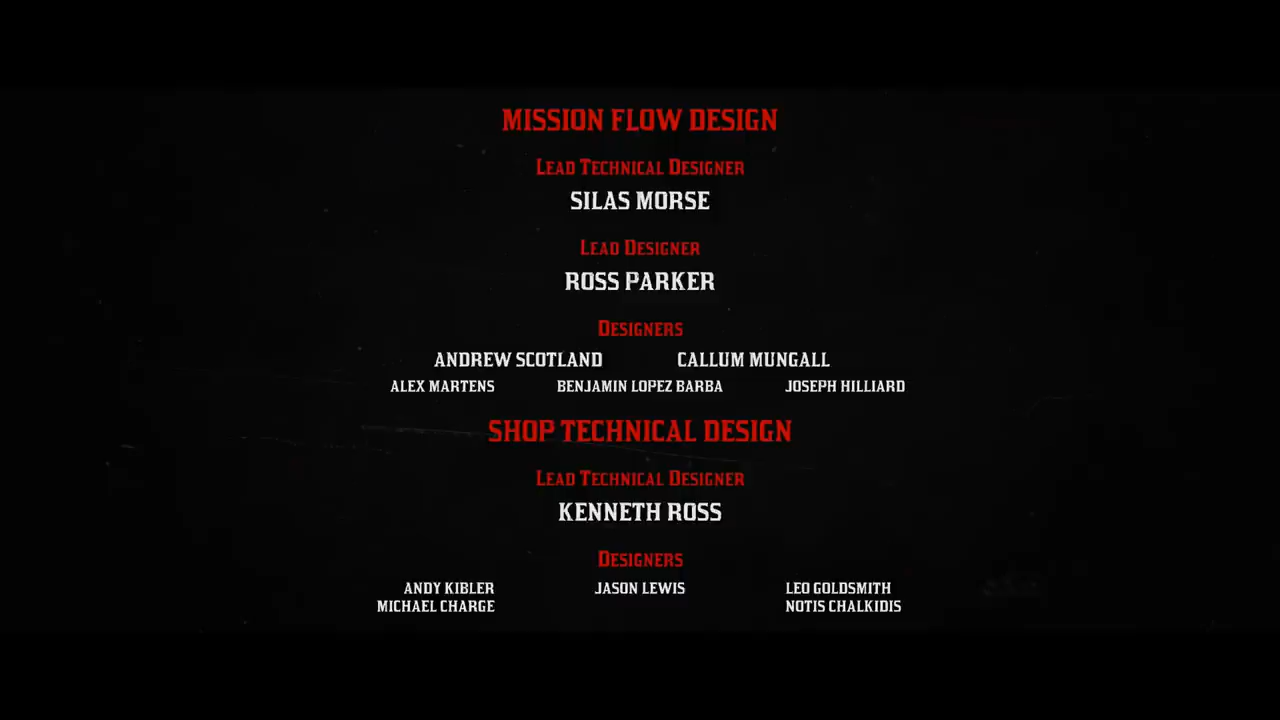 MISSION FLOW DESIGN
LEAD TECHNICAL DESIGNER
SILAS MORSE
LEAD DESIGNER
ROSS PARKER
DESIGNERS
ANDREW SCOTLAND CALLUM MUNGALL
ALEX MARTENS BENJAMIN LOPEZ BARBA JOSEPH HILLIARD
SHOP TECHNICAL DESIGN
LEAD TECHNICAL DESIGNER
KENNETH ROSS
DESIGNERS
ANDY KIBLER JASON LEWIS LEO GOLDSMITH
MICHAEL CHARGE NOTIS CHALKIDIS